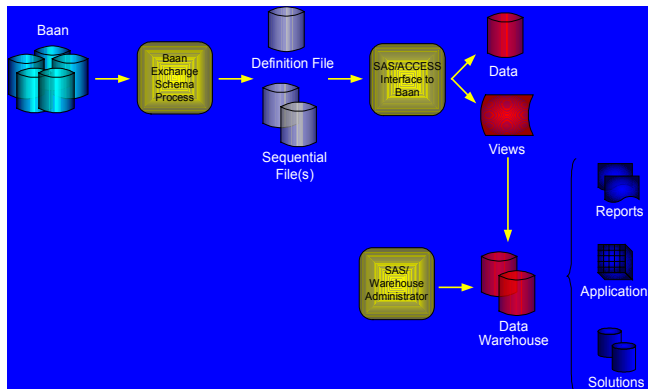 Baan
Baan
Exchange
Schema
Process
Definition File
Sequential
File(s)
SAS/ACCESS
Interface to
Baan
Data
Views
Reports
SAS/
Warehouse
Administrator
Data
Warehouse
Application
Solutions